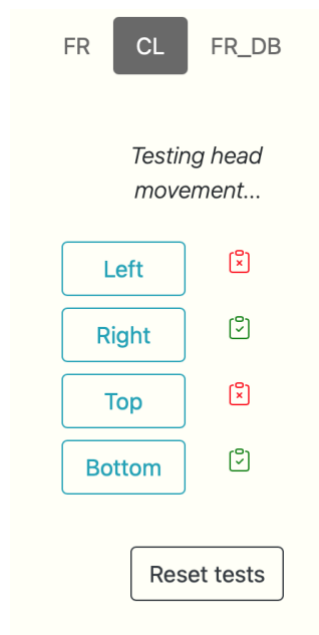 FR CL FR_DB
Testing head
movement...
Left
Right
Top
Bottom
Reset tests